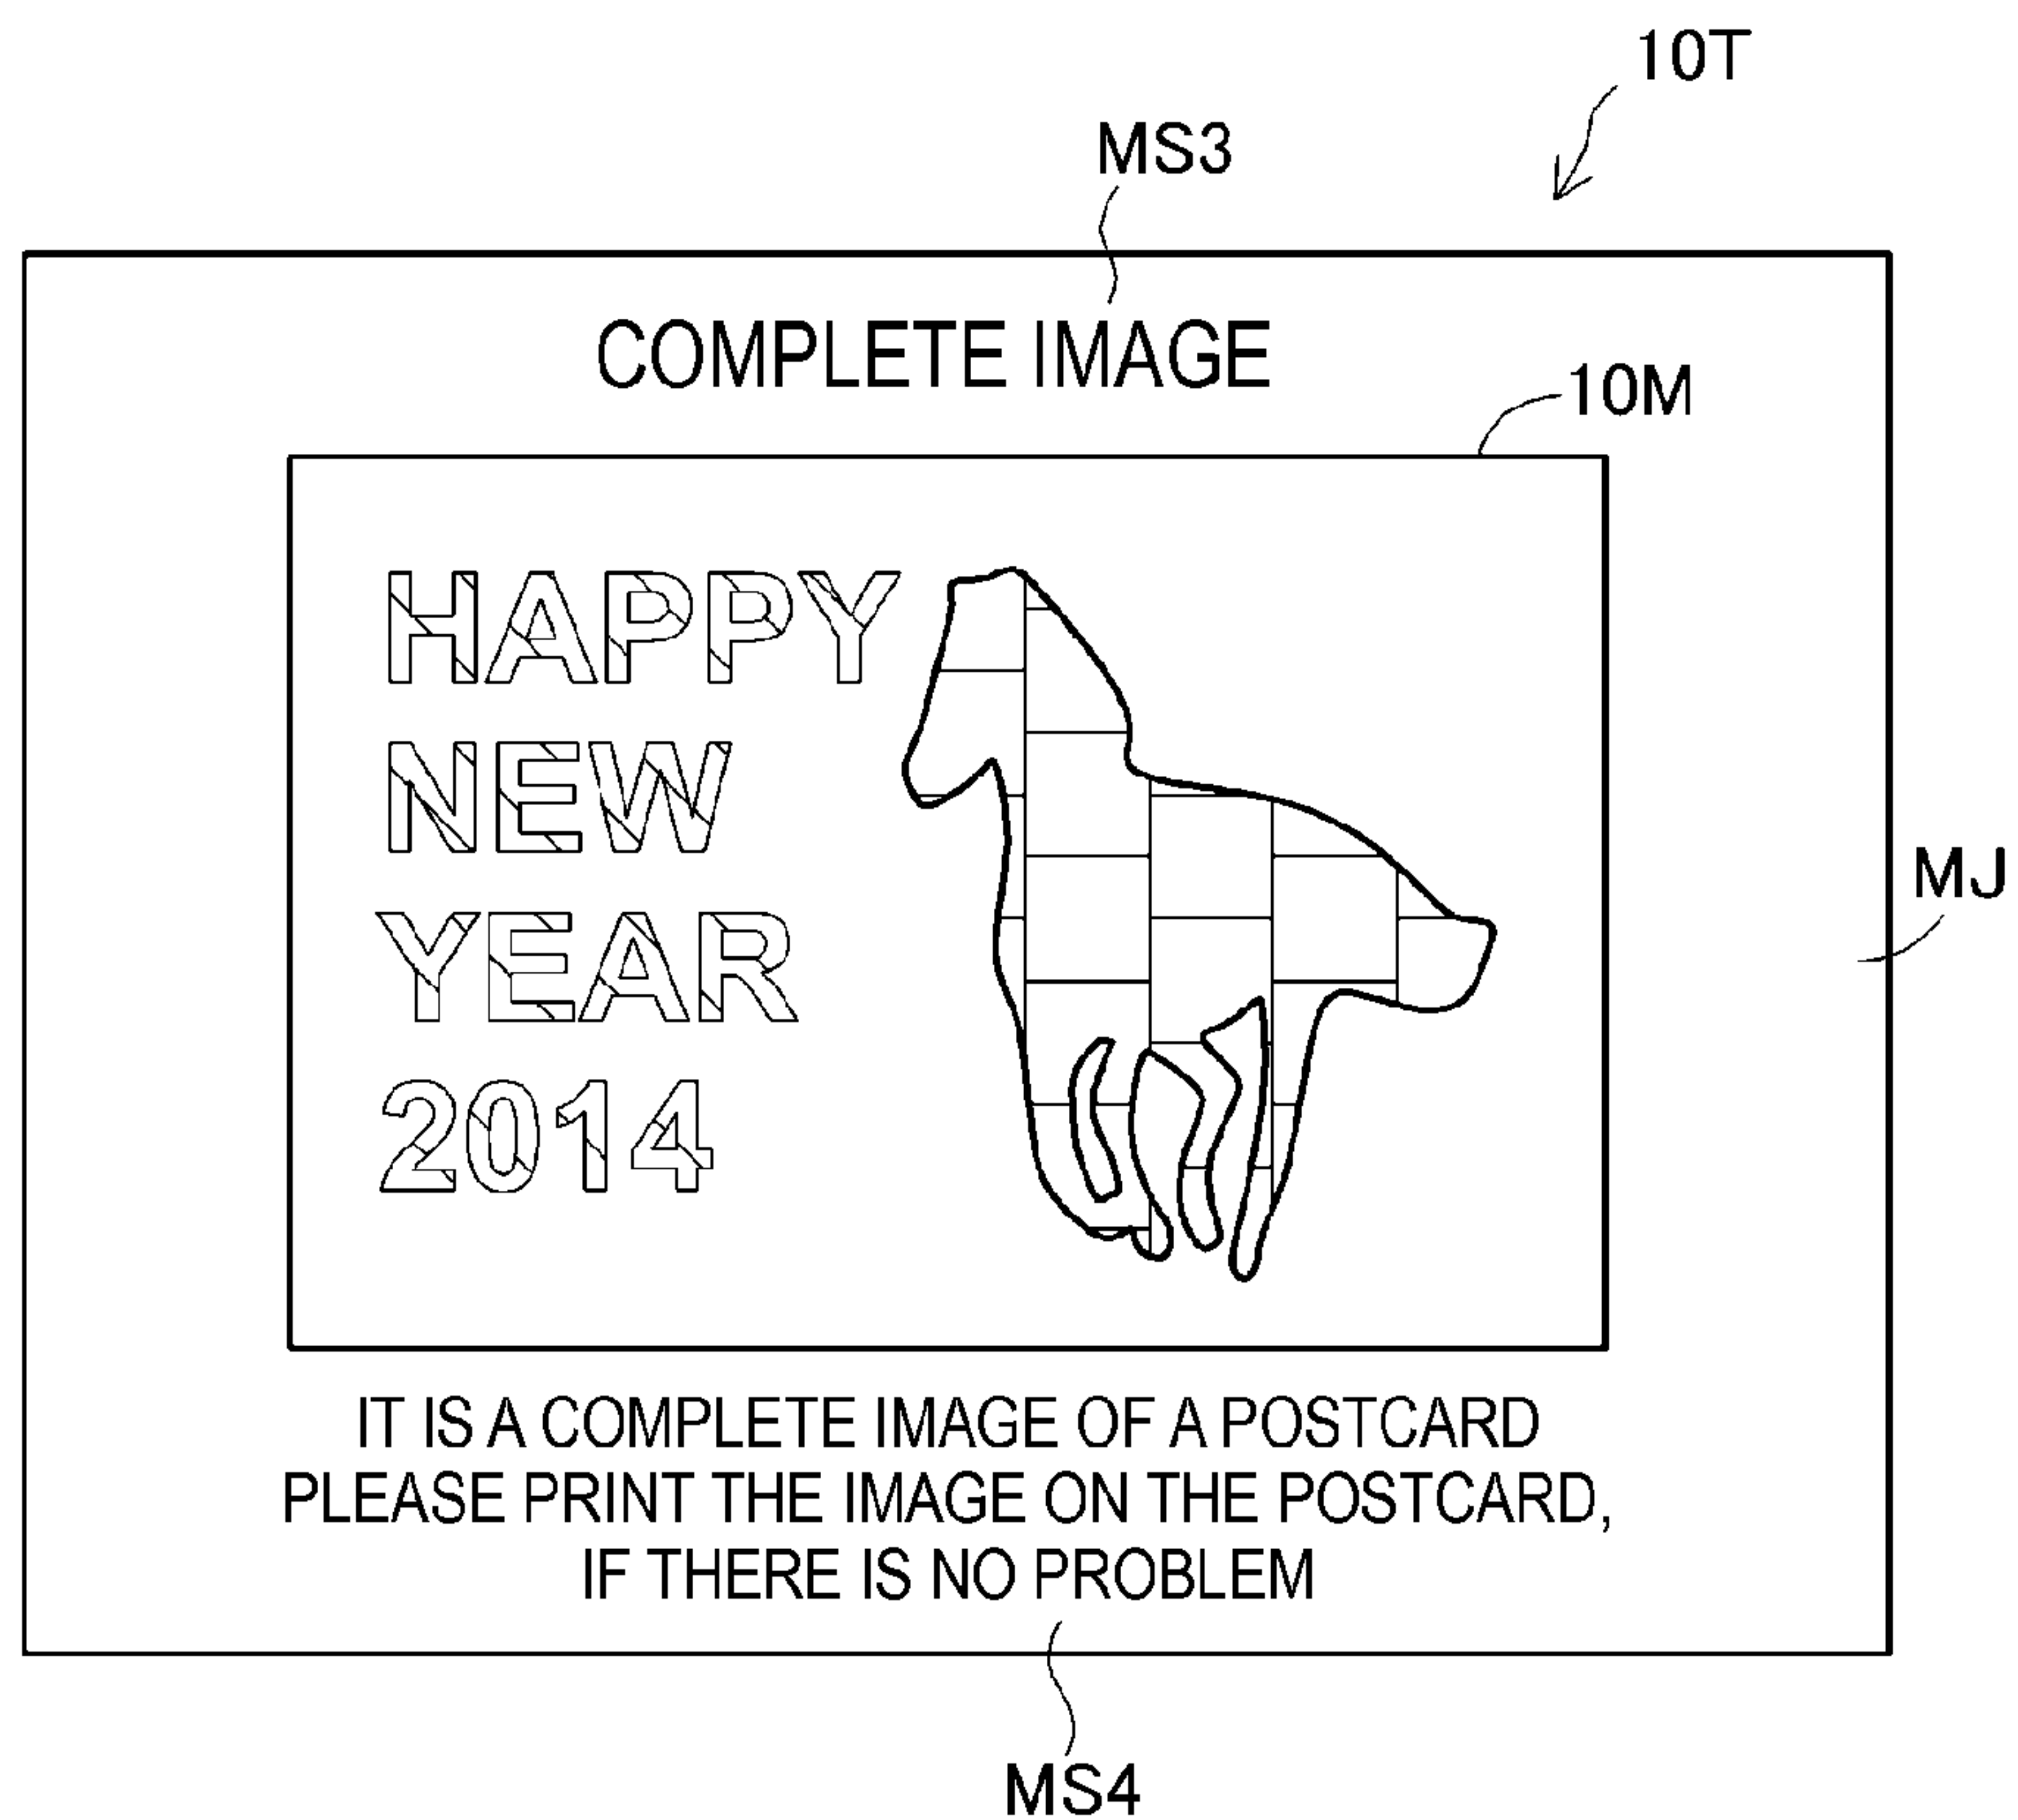 10T
MS3
COMPLETE IMAGE
10M
HAPPY
NEW
YEAR
2014
MJ
IT IS A COMPLETE IMAGE OF A POSTCARD
PLEASE PRINT THE IMAGE ON THE POSTCARD,
IF THERE IS NO PROBLEM
MS4